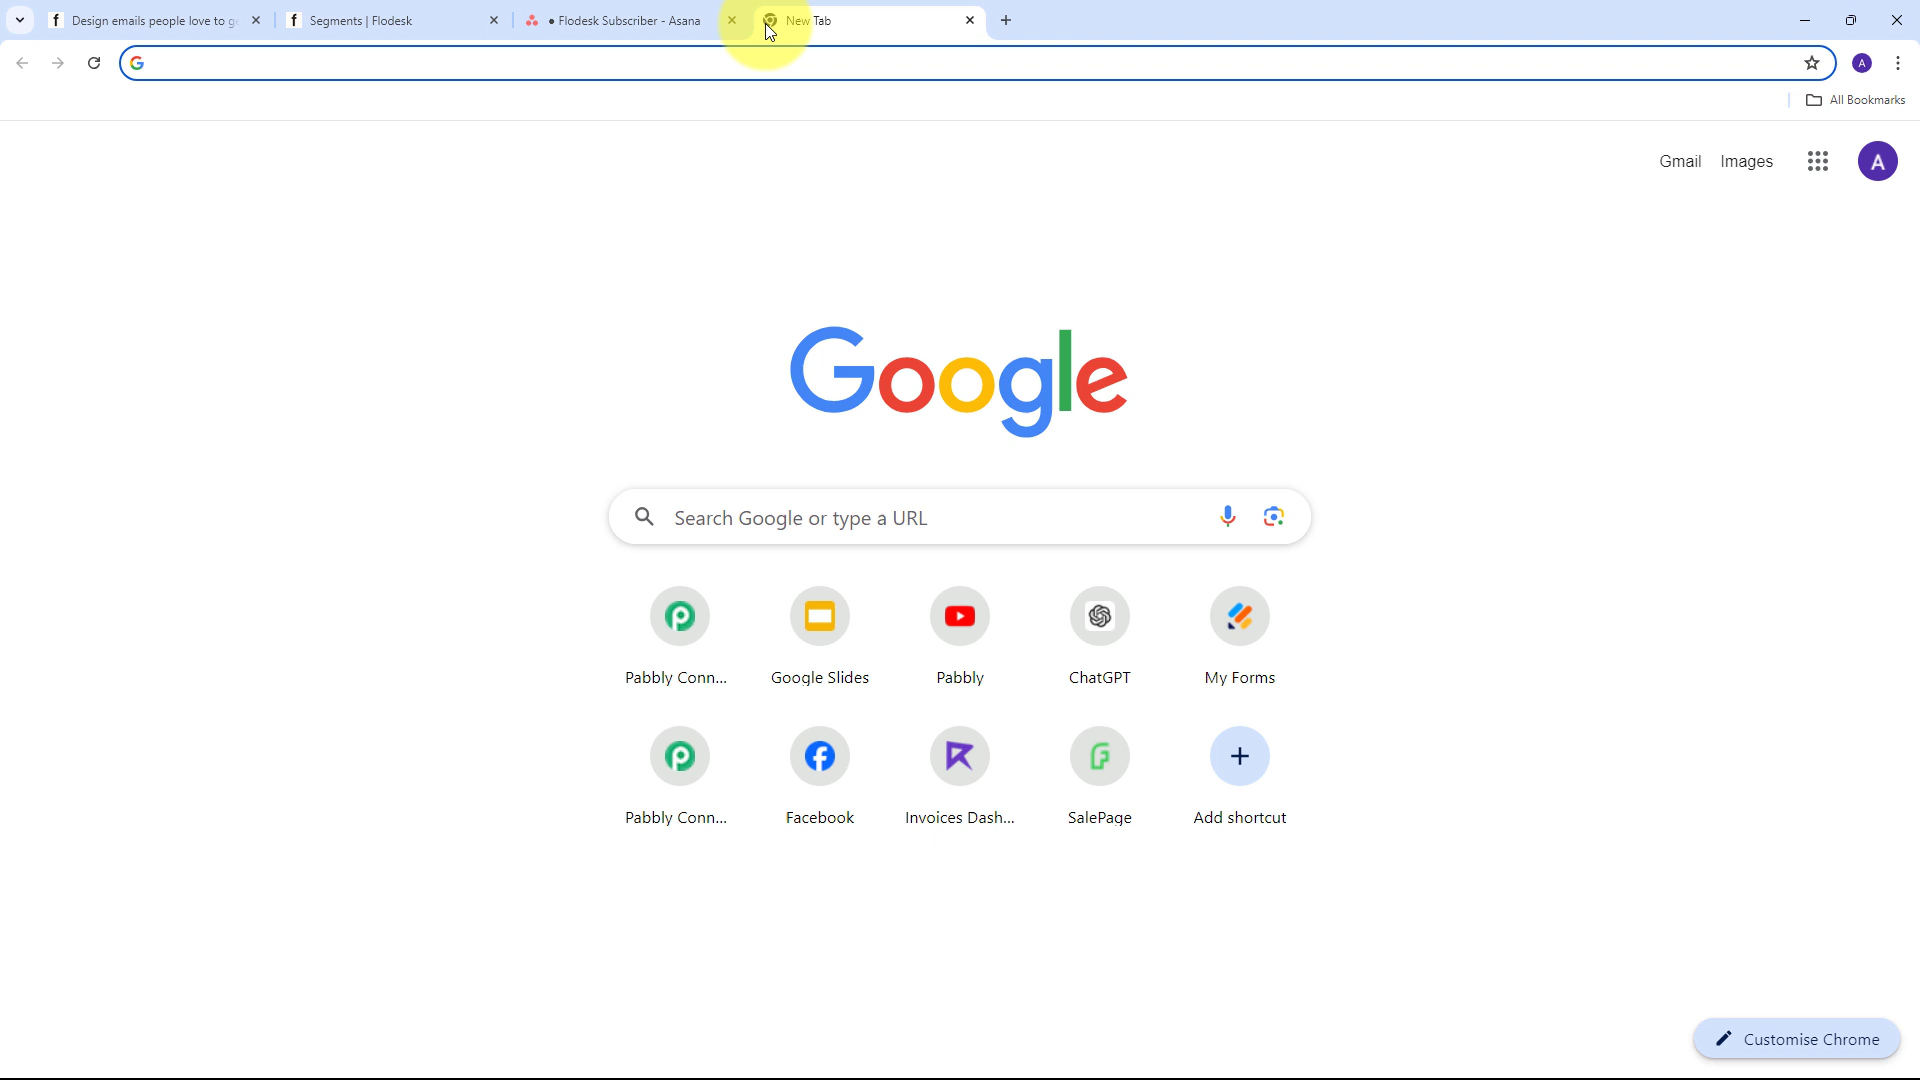 Design emails people love to ge
Segments | Flodesk
• Flodesk Subscriber - Asana
New Tab
A
All Bookmarks
Gmail
Images
A
Google
Search Google or type a URL
Pabbly Conn...
Google Slides
Pabbly
ChatGPT
My Forms
Pabbly Conn...
Facebook
Invoices Dash...
SalePage
Add shortcut
Customise Chrome